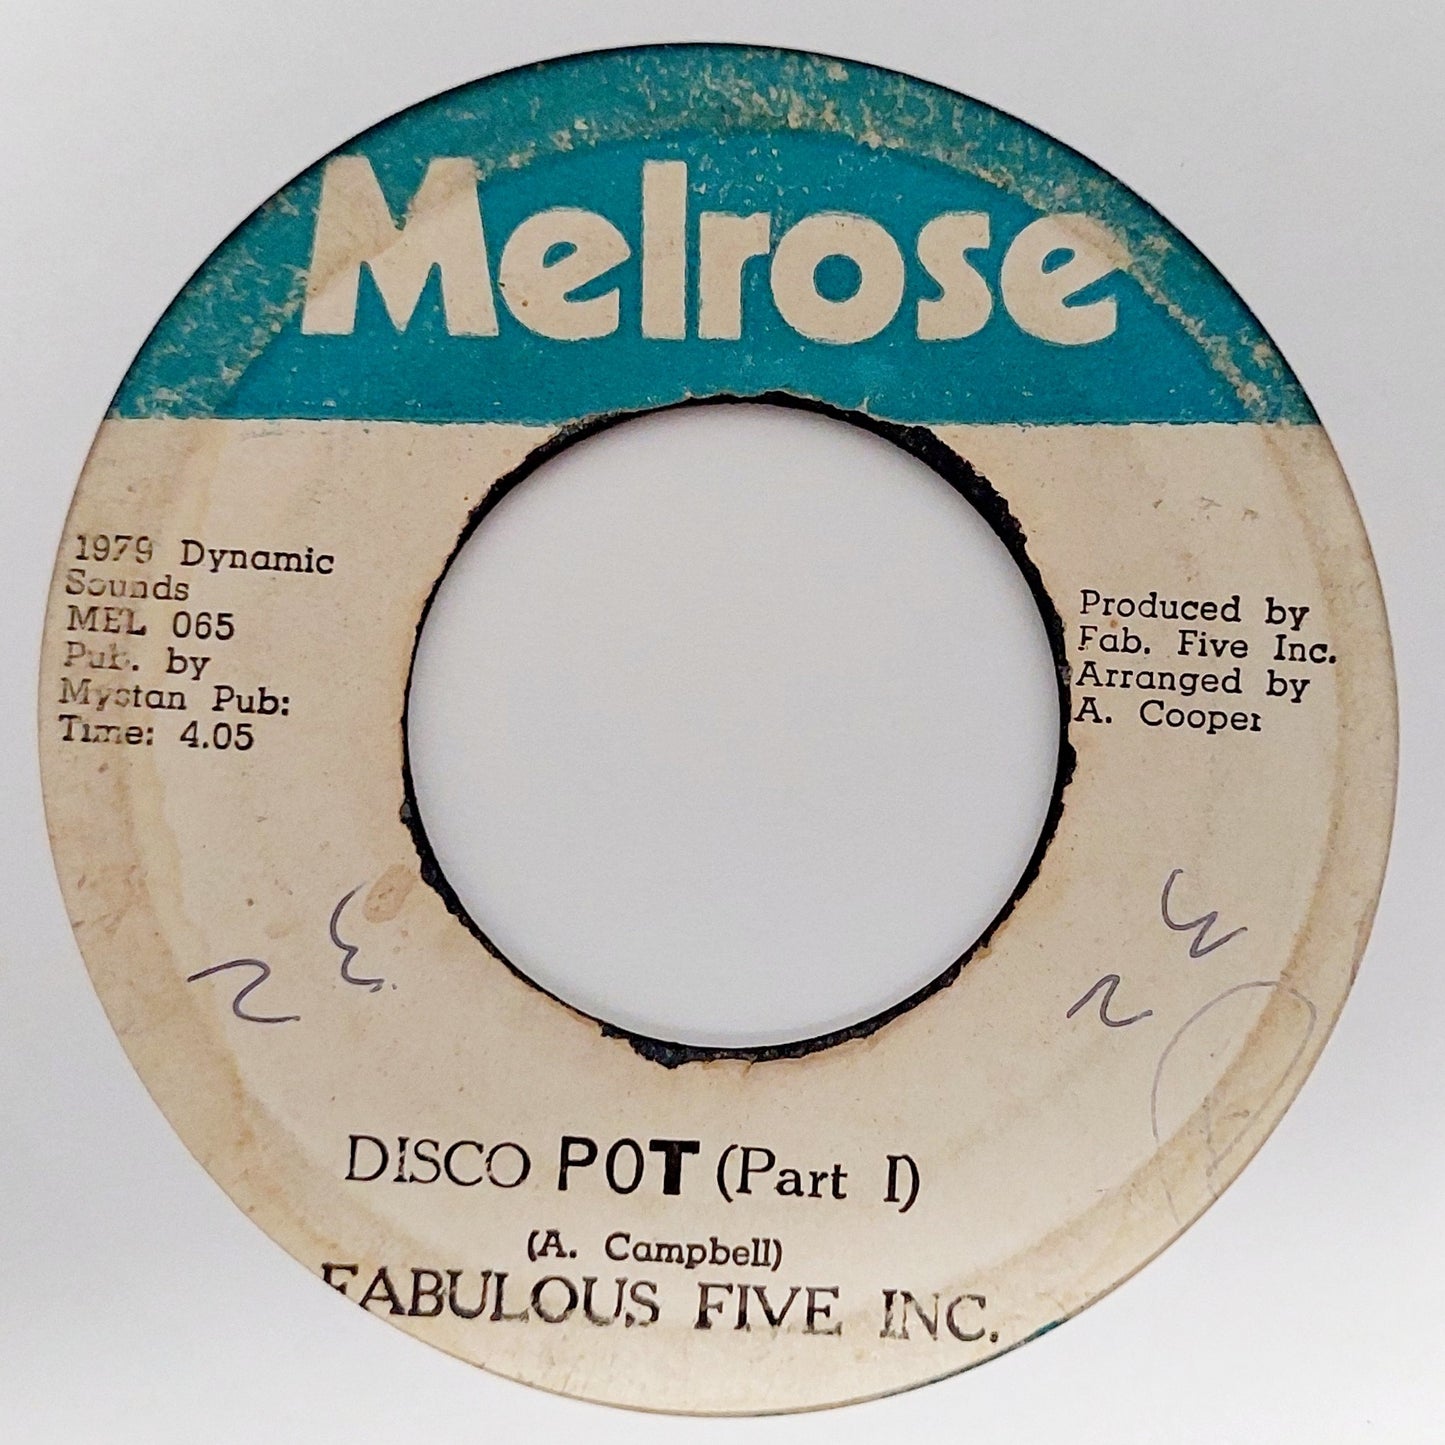 Melrose
1979 Dynamic
Sounds
MEL 065
Pub. by
Mystan Pub:
Time: 4.05
Produced by
Fab. Five Inc.
Arranged by
A. Cooper
DISCO POT (Part I)
(A. Campbell)
FABULOUS FIVE INC.